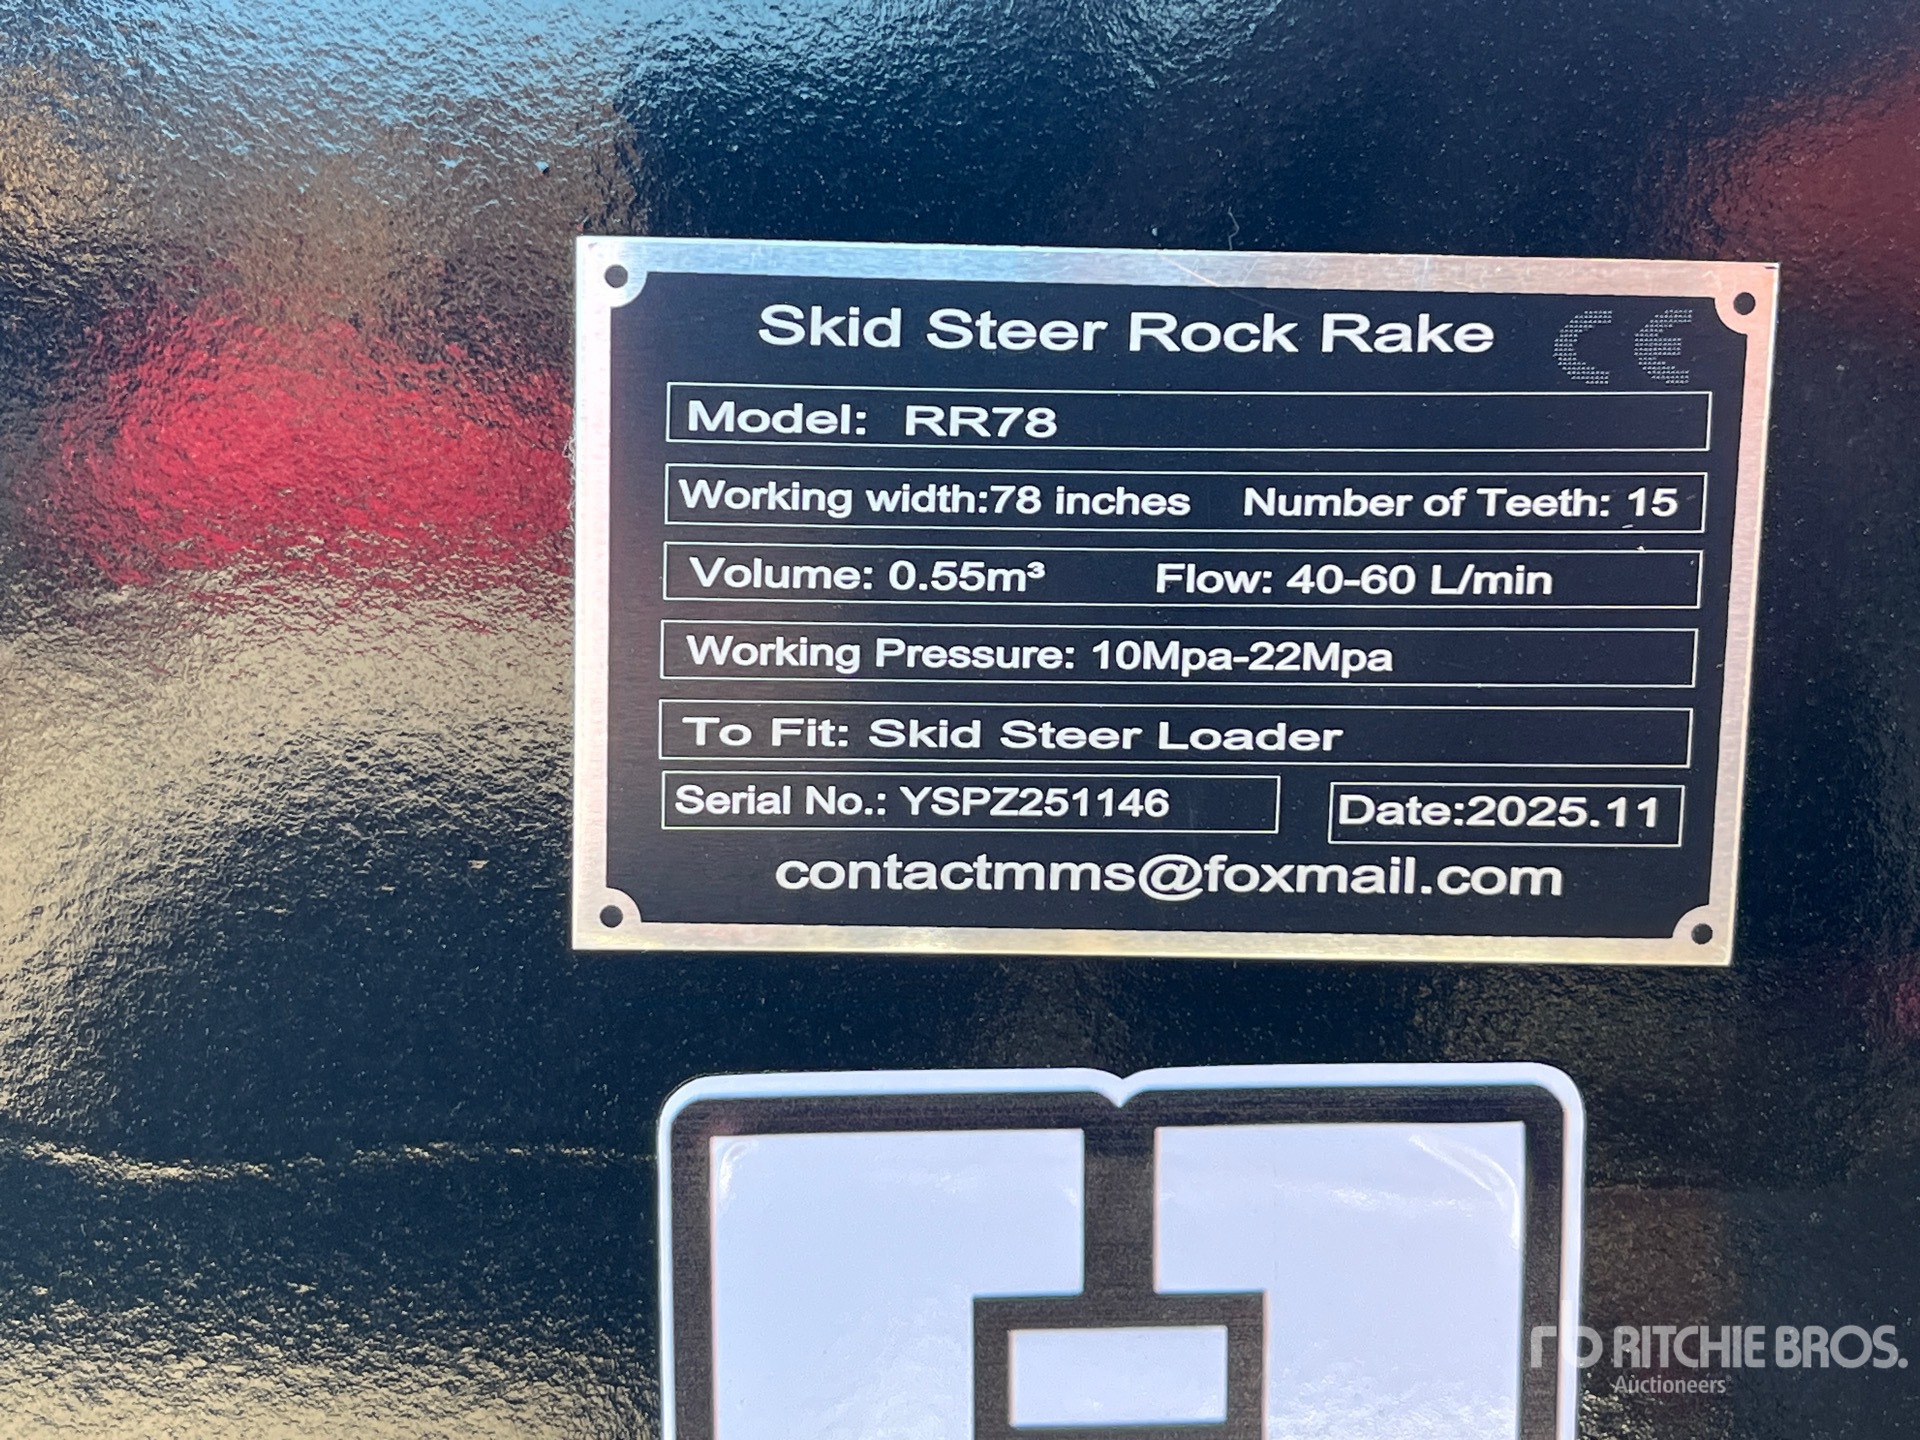 Skid Steer Rock Rake CE
Model: RR78
Working width:78 inches Number of Teeth: 15
Volume: 0.55m³ Flow: 40-60 L/min
Working Pressure: 10Mpa-22Mpa
To Fit: Skid Steer Loader
Serial No.: YSPZ251146 Date:2025.11
contactmms@foxmail.com
RITCHIE BROS.
Auctioneers